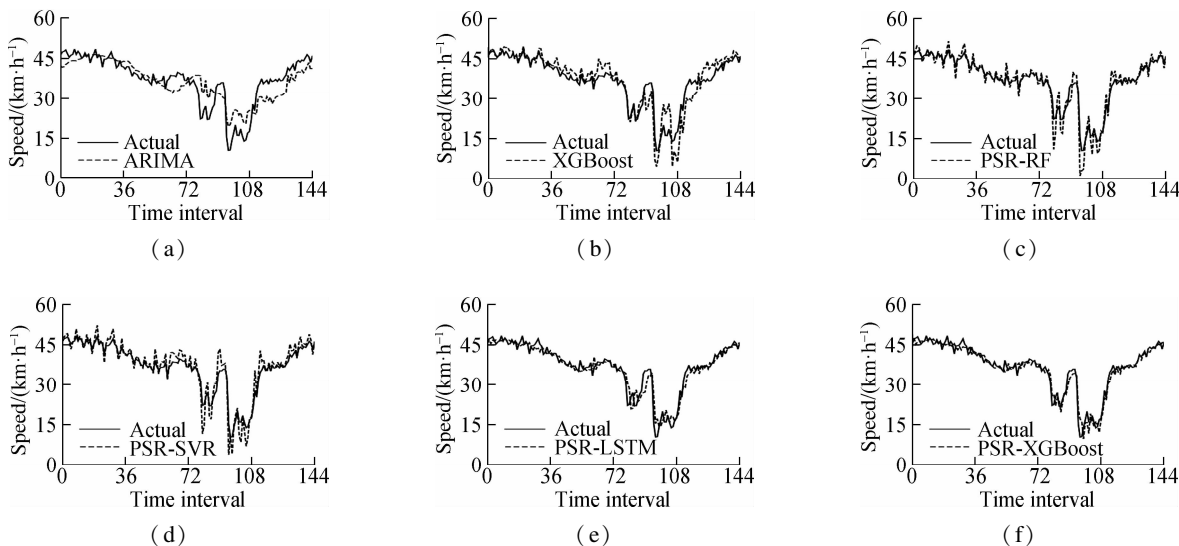 60
45
30
15
0
Speed/(km·h⁻¹)
Actual
ARIMA
0 36 72 108 144
Time interval
(a)
60
45
30
15
0
Speed/(km·h⁻¹)
Actual
XGBoost
0 36 72 108 144
Time interval
(b)
60
45
30
15
0
Speed/(km·h⁻¹)
Actual
PSR-RF
0 36 72 108 144
Time interval
(c)
60
45
30
15
0
Speed/(km·h⁻¹)
Actual
PSR-SVR
0 36 72 108 144
Time interval
(d)
60
45
30
15
0
Speed/(km·h⁻¹)
Actual
PSR-LSTM
0 36 72 108 144
Time interval
(e)
60
45
30
15
0
Speed/(km·h⁻¹)
Actual
PSR-XGBoost
0 36 72 108 144
Time interval
(f)